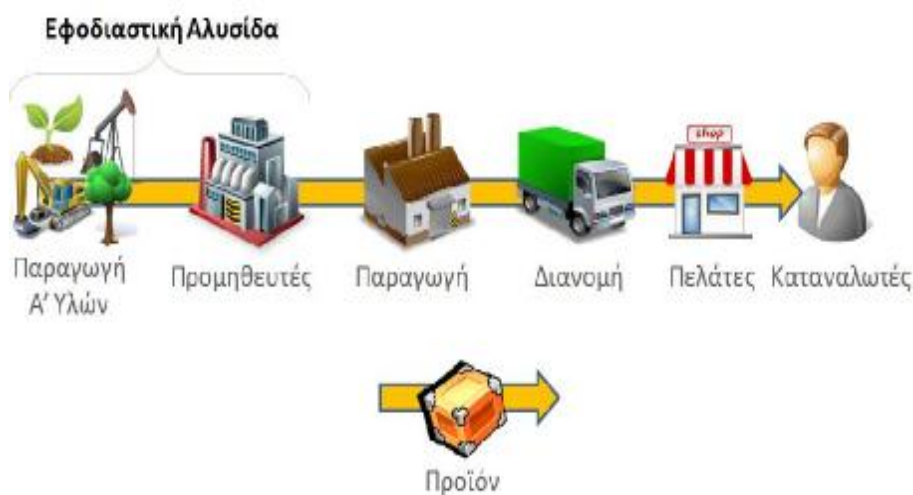 Εφοδιαστική Αλυσίδα
shop
Παραγωγή
Α' Υλών
Προμηθευτές
Παραγωγή
Διανομή
Πελάτες
Καταναλωτές
Προϊόν